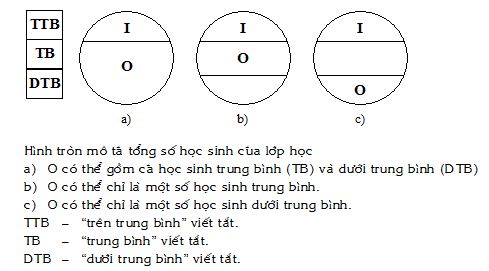 TTB
TB
DTB
I
O
a)
I
O
b)
I
O
c)
Hình tròn mô tả tổng số học sinh của lớp học
a) O có thể gồm cả học sinh trung bình (TB) và dưới trung bình (DTB)
b) O có thể chỉ là một số học sinh trung bình.
c) O có thể chỉ là một số học sinh dưới trung bình.
TTB – “trên trung bình” viết tắt.
TB – “trung bình” viết tắt.
DTB – “dưới trung bình” viết tắt.